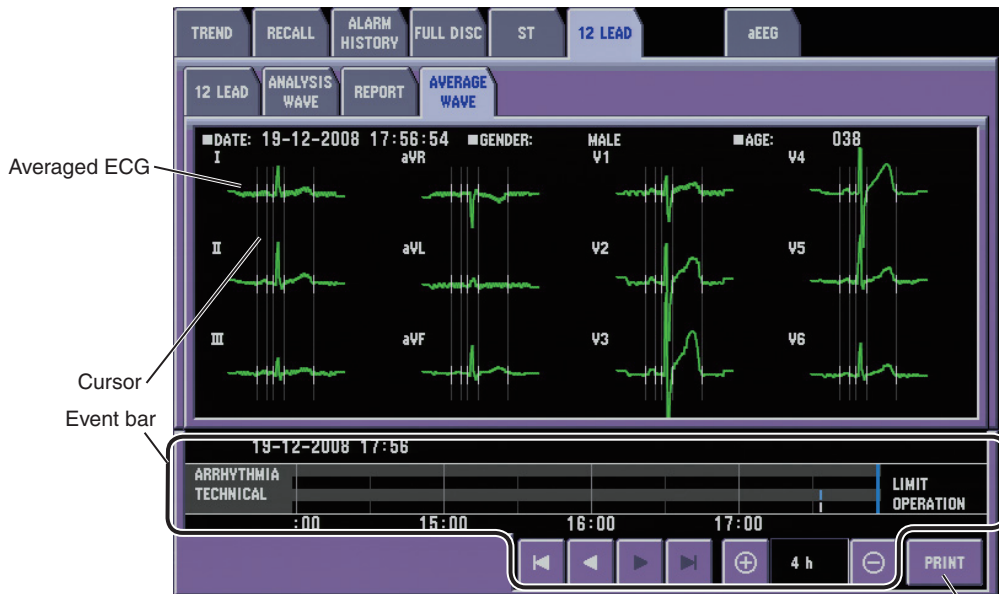 TREND RECALL ALARM HISTORY FULL DISC ST 12 LEAD aEEG
12 LEAD ANALYSIS WAVE REPORT AVERAGE WAVE
■DATE: 19-12-2008 17:56:54 ■GENDER: MALE ■AGE: 038
I aVR V1 V4
Averaged ECG
II aVL V2 V5
III aVF V3 V6
Cursor
Event bar
19-12-2008 17:56
ARRHYTHMIA
TECHNICAL
LIMIT
OPERATION
:00 15:00 16:00 17:00
4 h PRINT